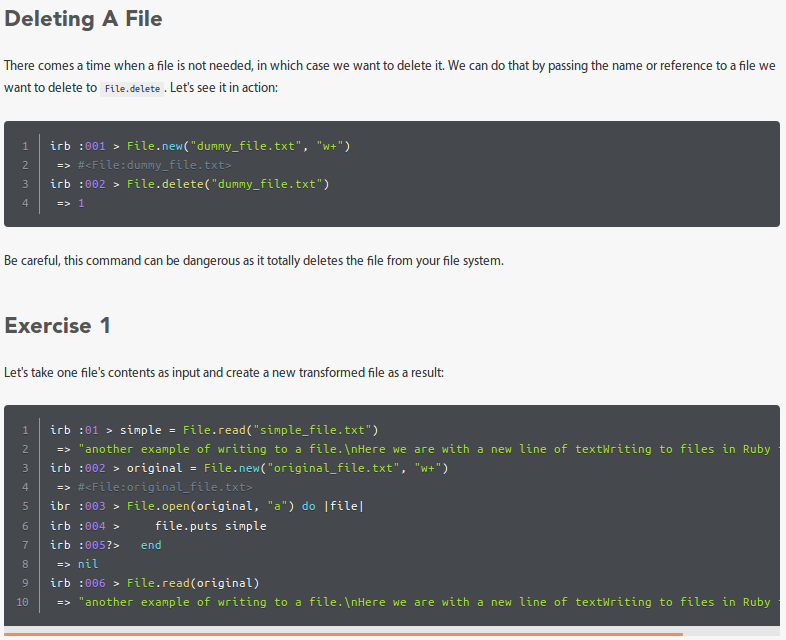 Deleting A File
There comes a time when a file is not needed, in which case we want to delete it. We can do that by passing the name or reference to a file we
want to delete to File.delete. Let's see it in action:
1 irb :001 > File.new("dummy_file.txt", "w+")
2 => #<File:dummy_file.txt>
3 irb :002 > File.delete("dummy_file.txt")
4 => 1
Be careful, this command can be dangerous as it totally deletes the file from your file system.
Exercise 1
Let's take one file's contents as input and create a new transformed file as a result:
1 irb :01 > simple = File.read("simple_file.txt")
2 => "another example of writing to a file.\nHere we are with a new line of textWriting to files in Ruby
3 irb :002 > original = File.new("original_file.txt", "w+")
4 => #<File:original_file.txt>
5 ibr :003 > File.open(original, "a") do |file|
6 irb :004 > file.puts simple
7 irb :005?> end
8 => nil
9 irb :006 > File.read(original)
10 => "another example of writing to a file.\nHere we are with a new line of textWriting to files in Ruby